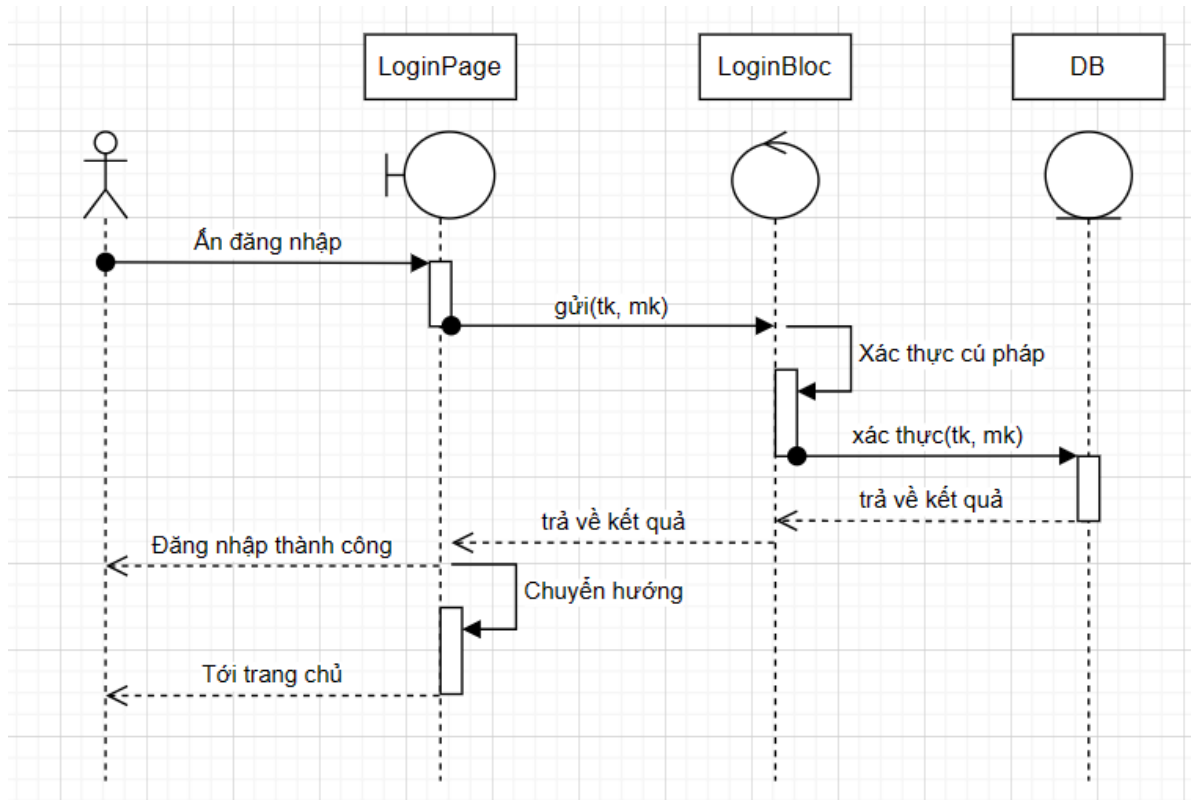 LoginPage
LoginBloc
DB
Ấn đăng nhập
gửi(tk, mk)
Xác thực cú pháp
xác thực(tk, mk)
trả về kết quả
trả về kết quả
Đăng nhập thành công
Chuyển hướng
Tới trang chủ